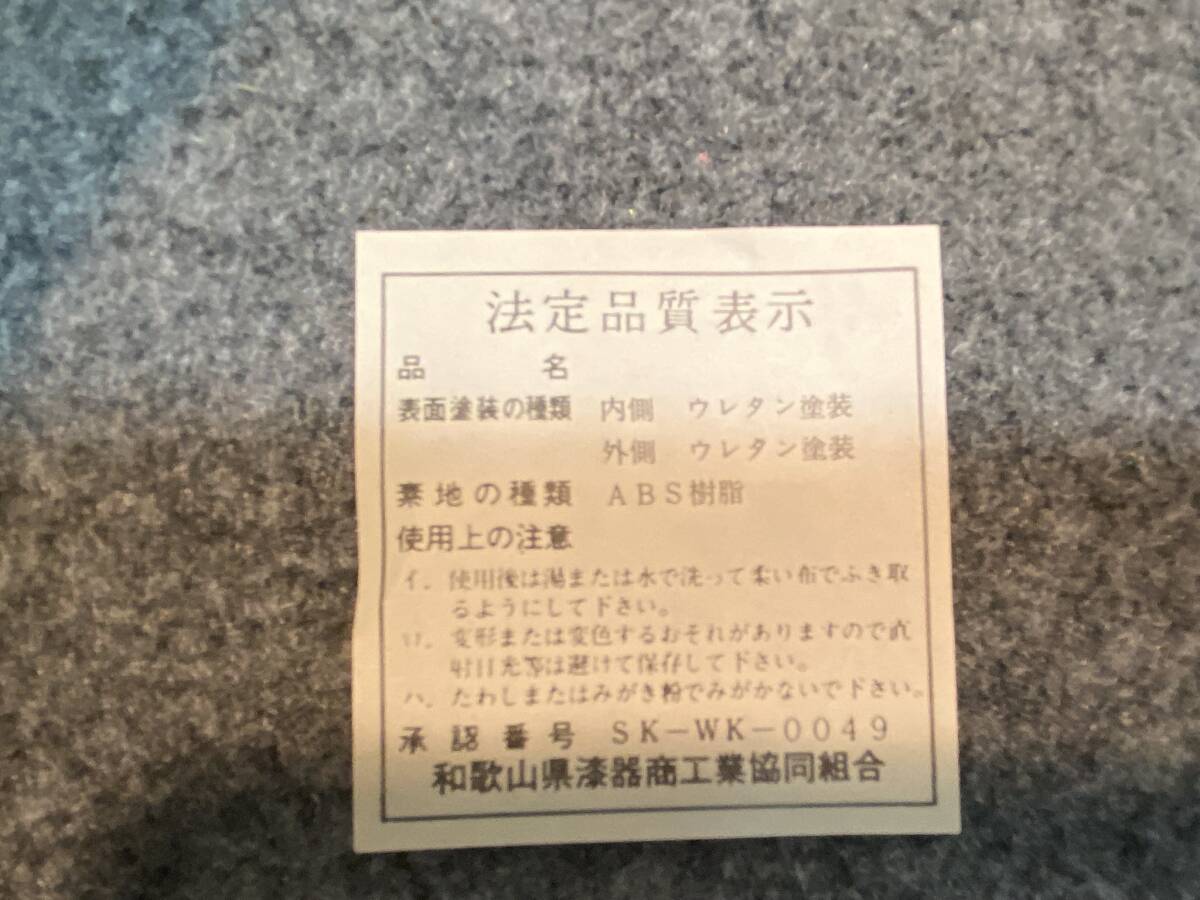 法定品質表示
品名
表面塗装の種類 内側 ウレタン塗装
外側 ウレタン塗装
素地の種類 ABS樹脂
使用上の注意
イ．使用後は湯または水で洗って柔い布でふき取
るようにして下さい。
ロ．変形または変色するおそれがありますので直
射日光等は避けて保存して下さい。
ハ．たわしまたはみがき粉でみがかないで下さい。
承認番号 SK－WK－0049
和歌山県漆器商工業協同組合